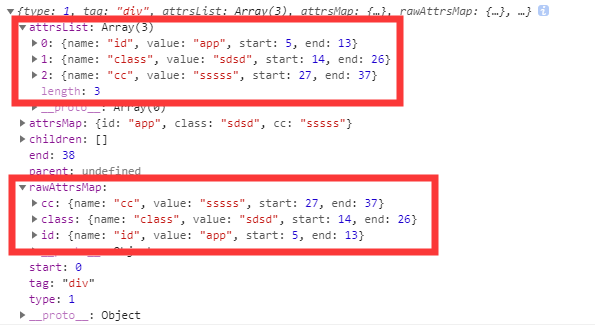 {type: 1, tag: "div", attrsList: Array(3), attrsMap: {…}, rawAttrsMap: {…}, …} i
attrsList: Array(3)
0: {name: "id", value: "app", start: 5, end: 13}
1: {name: "class", value: "sdsd", start: 14, end: 26}
2: {name: "cc", value: "sssss", start: 27, end: 37}
length: 3
__proto__: Array(0)
attrsMap: {id: "app", class: "sdsd", cc: "sssss"}
children: []
end: 38
parent: undefined
rawAttrsMap:
cc: {name: "cc", value: "sssss", start: 27, end: 37}
class: {name: "class", value: "sdsd", start: 14, end: 26}
id: {name: "id", value: "app", start: 5, end: 13}
__proto__: Object
start: 0
tag: "div"
type: 1
__proto__: Object